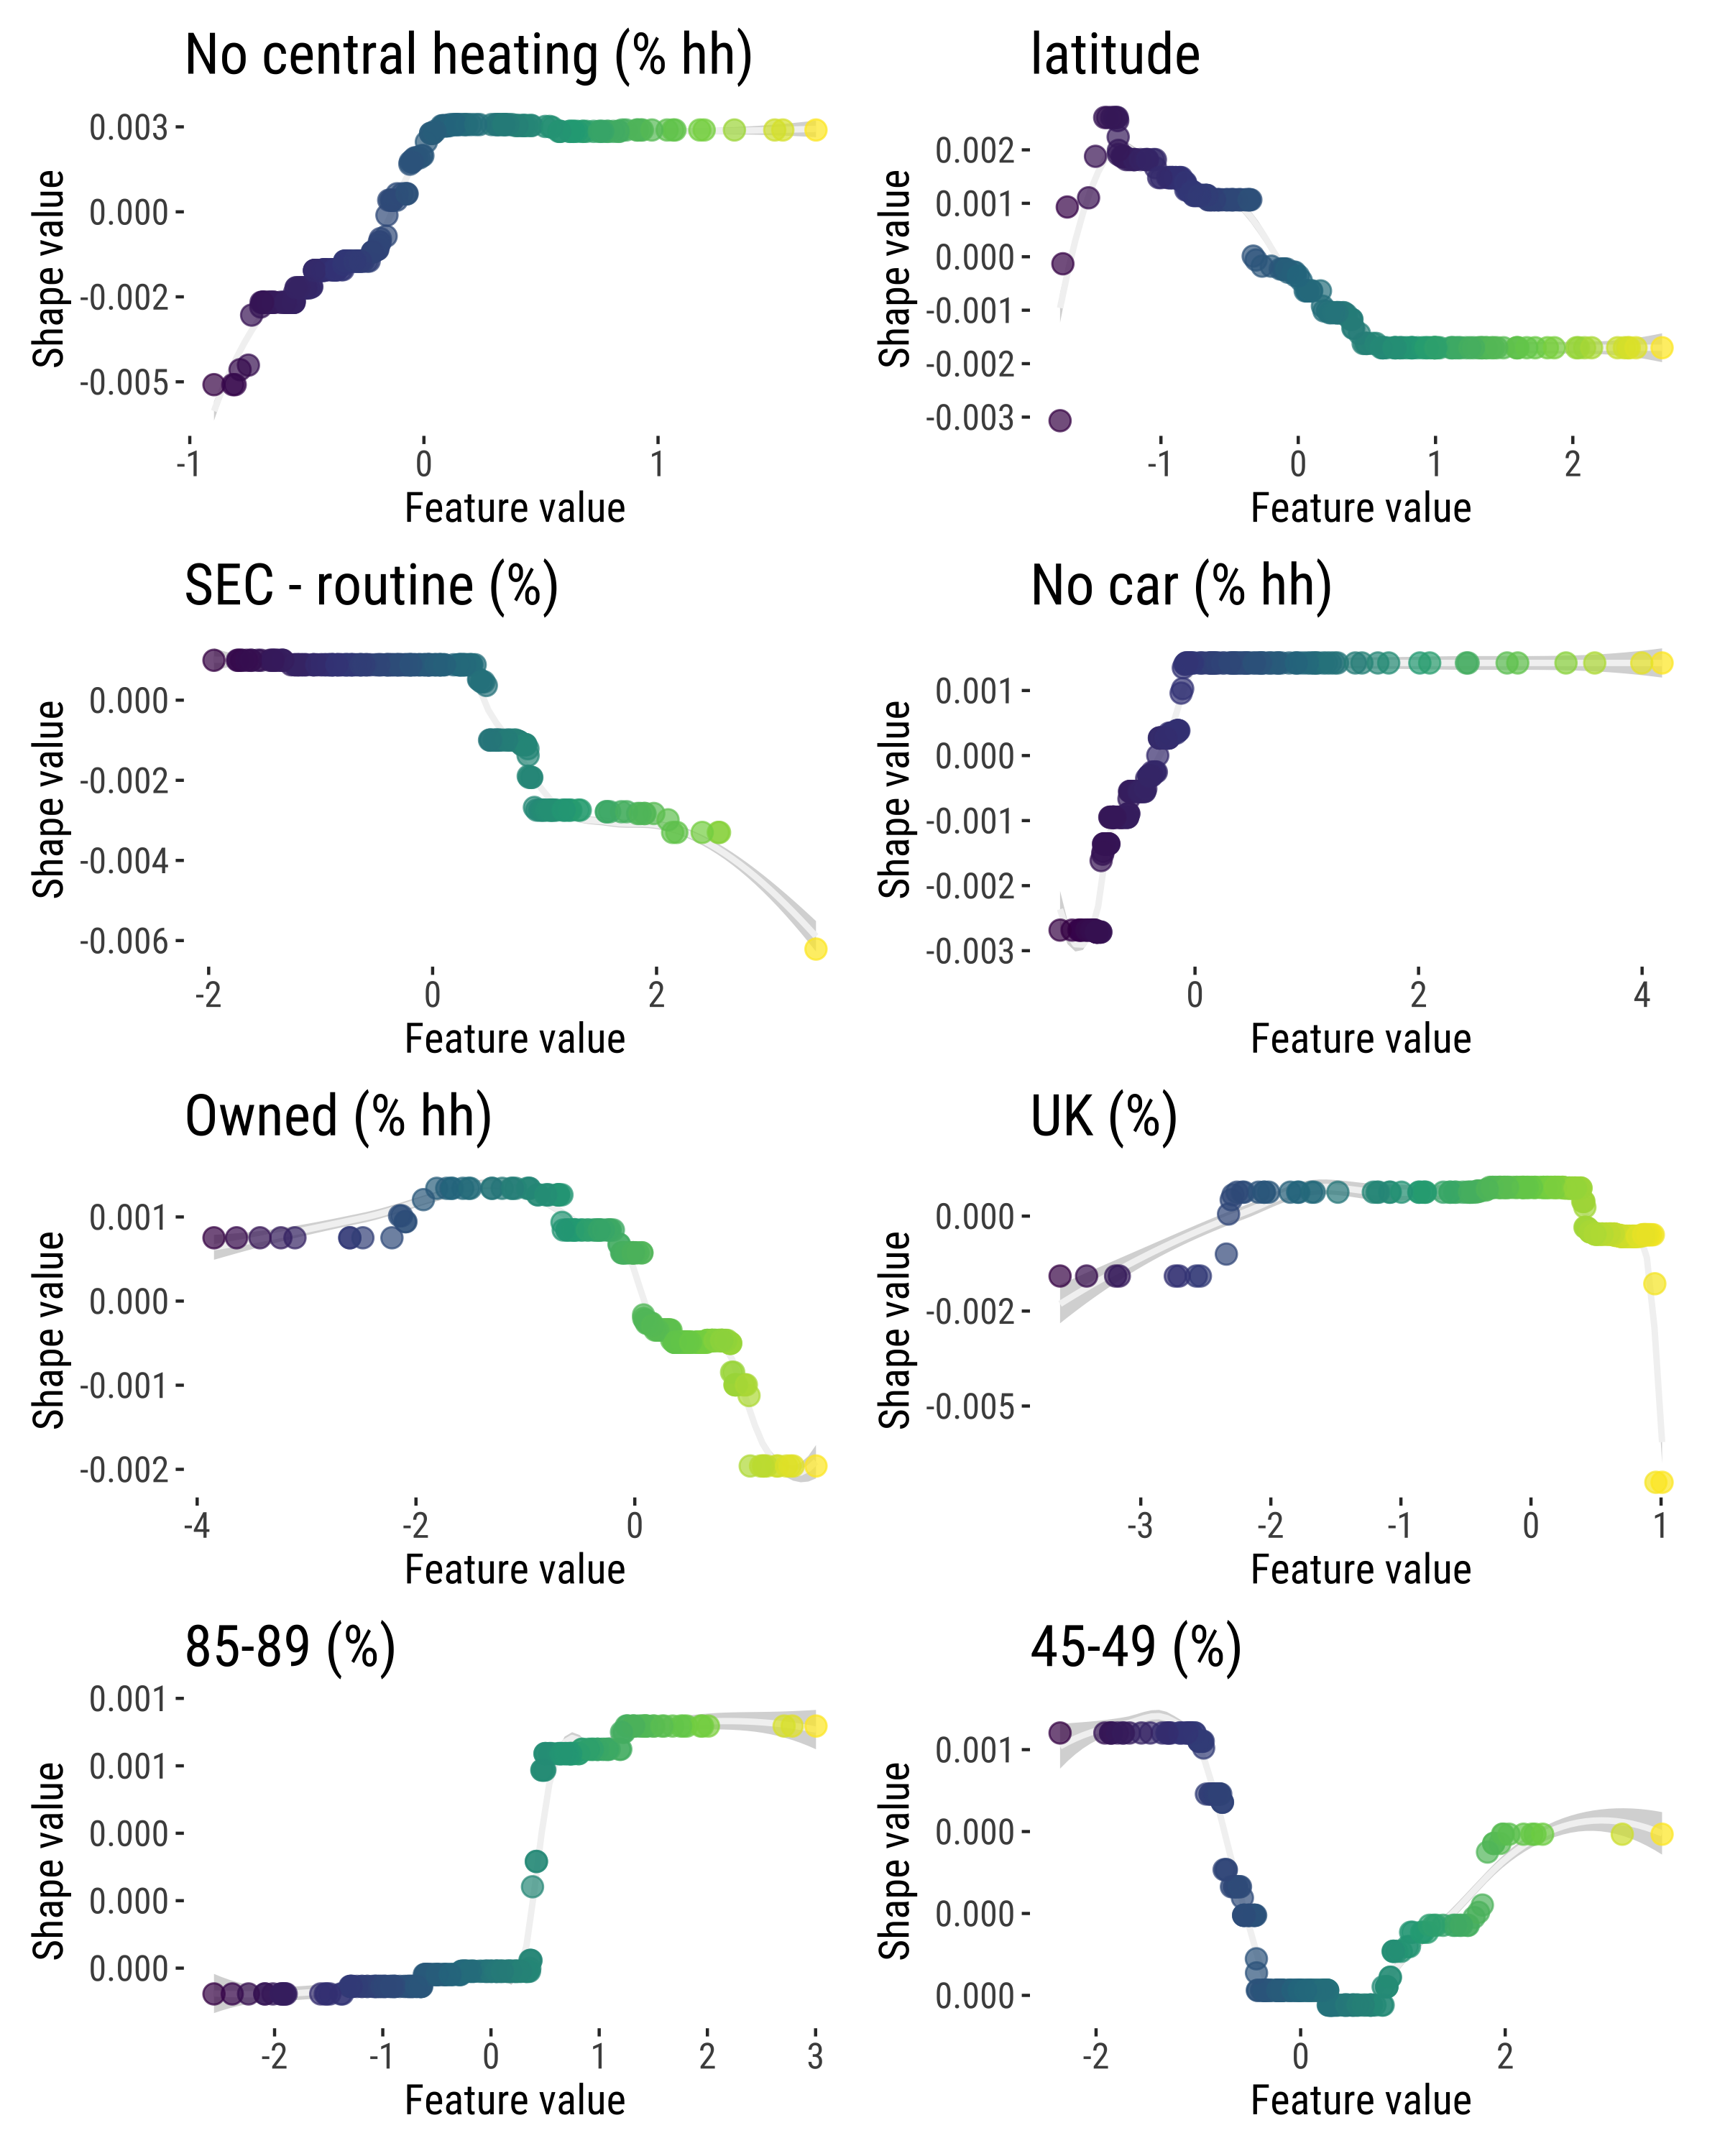 No central heating (% hh)
Shape value
0.003
0.000
-0.002
-0.005
-1 0 1
Feature value
latitude
Shape value
0.002
0.001
0.000
-0.001
-0.002
-0.003
-1 0 1 2
Feature value
SEC - routine (%)
Shape value
0.000
-0.002
-0.004
-0.006
-2 0 2
Feature value
No car (% hh)
Shape value
0.001
0.000
-0.001
-0.002
-0.003
0 2 4
Feature value
Owned (% hh)
Shape value
0.001
0.000
-0.001
-0.002
-4 -2 0
Feature value
UK (%)
Shape value
0.000
-0.002
-0.005
-3 -2 -1 0 1
Feature value
85-89 (%)
Shape value
0.001
0.001
0.000
0.000
0.000
-2 -1 0 1 2 3
Feature value
45-49 (%)
Shape value
0.001
0.000
0.000
0.000
-2 0 2
Feature value